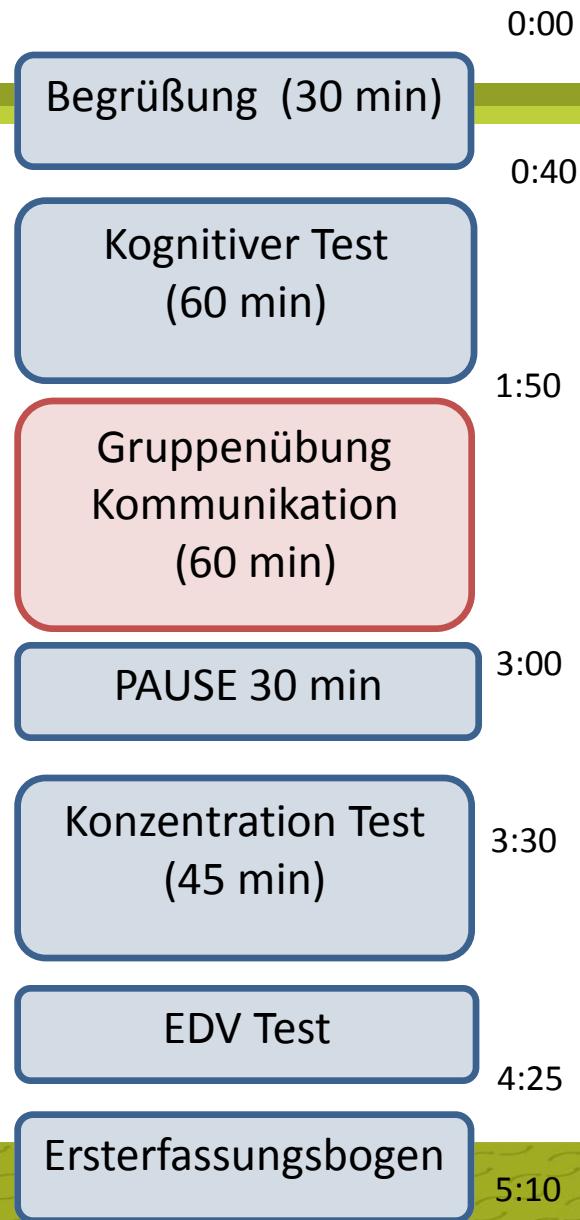 0:00
Begrüßung (30 min)
0:40
Kognitiver Test
(60 min)
1:50
Gruppenübung
Kommunikation
(60 min)
3:00
PAUSE 30 min
Konzentration Test
3:30
(45 min)
EDV Test
4:25
Ersterfassungsbogen
5:10